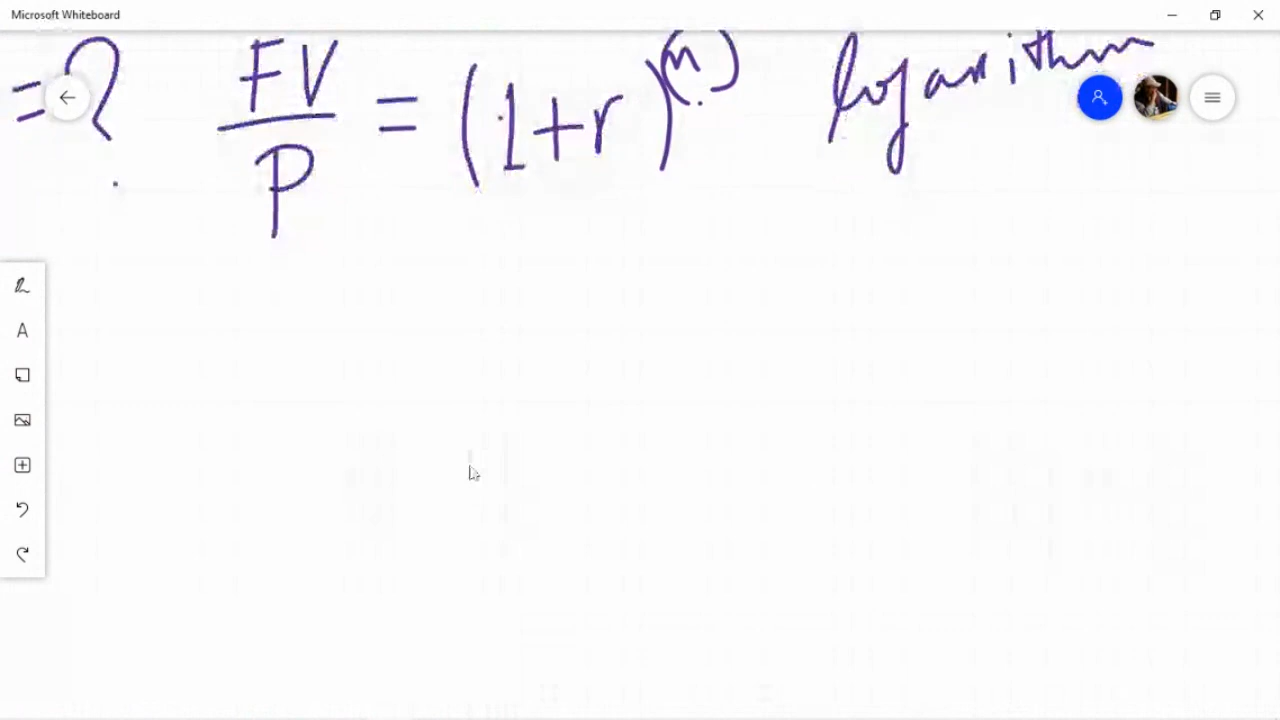 Microsoft Whiteboard
= ? FV/P = (1+r)^(n) logarithm
A